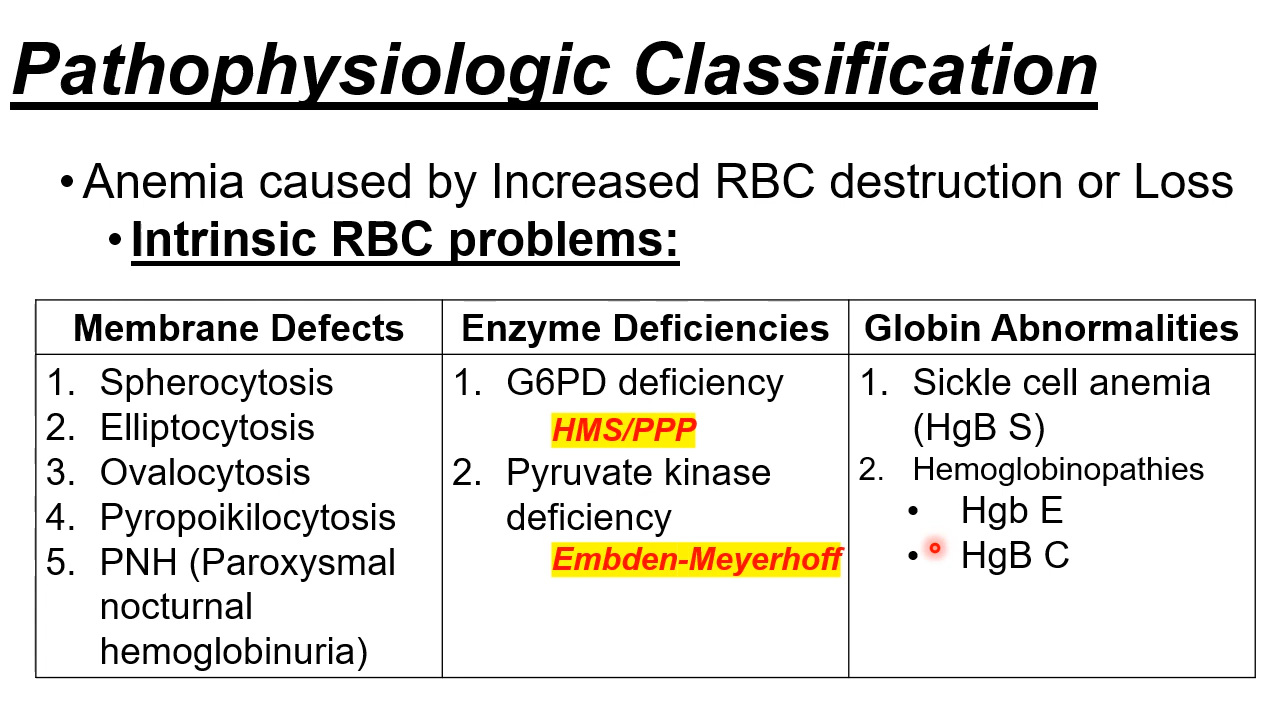 Pathophysiologic Classification
• Anemia caused by Increased RBC destruction or Loss
• Intrinsic RBC problems:
Membrane Defects
1. Spherocytosis
2. Elliptocytosis
3. Ovalocytosis
4. Pyropoikilocytosis
5. PNH (Paroxysmal
nocturnal
hemoglobinuria)
Enzyme Deficiencies
1. G6PD deficiency
HMS/PPP
2. Pyruvate kinase
deficiency
Embden-Meyerhoff
Globin Abnormalities
1. Sickle cell anemia
(HgB S)
2. Hemoglobinopathies
• Hgb E
• HgB C